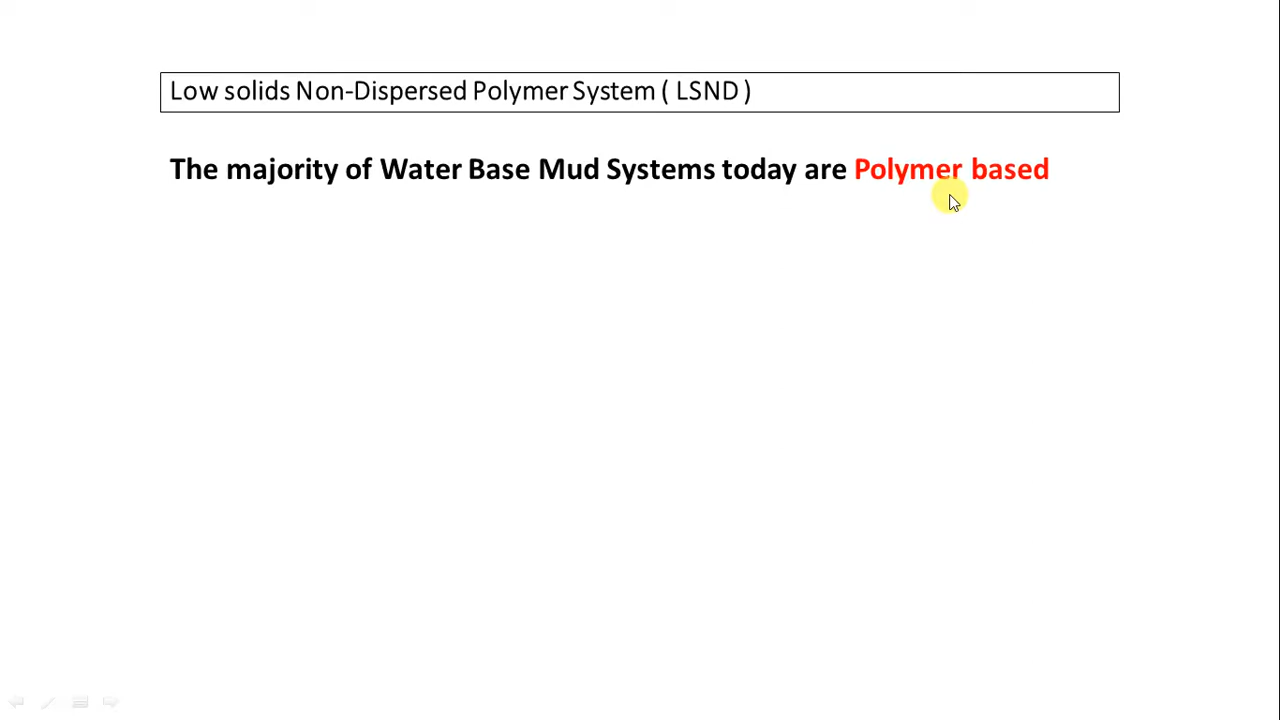 Low solids Non-Dispersed Polymer System ( LSND )
The majority of Water Base Mud Systems today are Polymer based